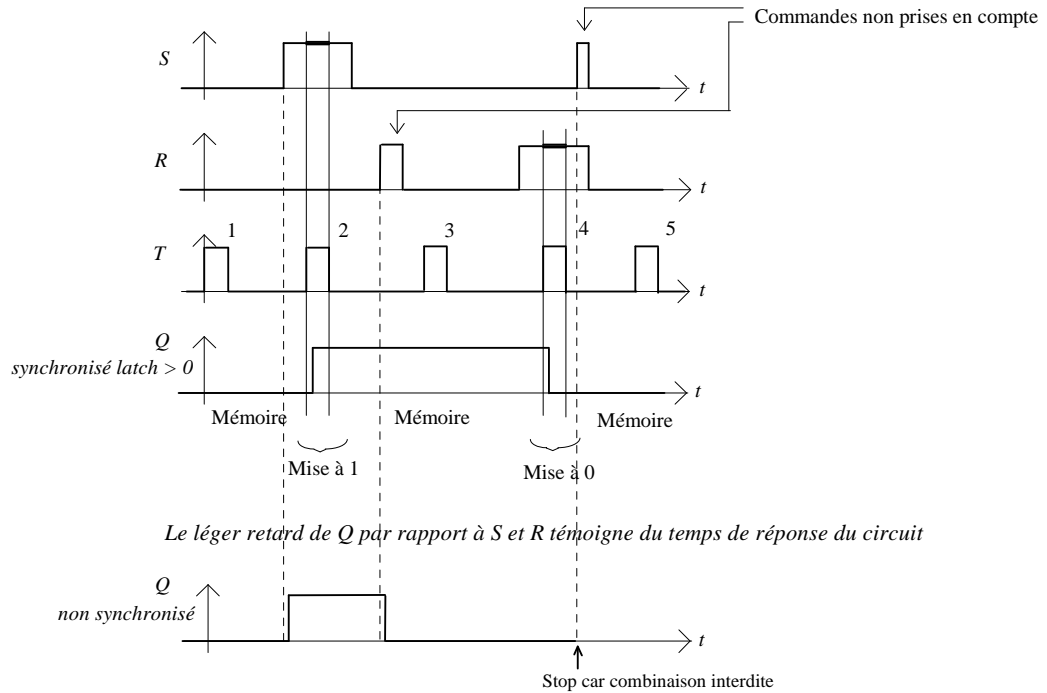 Commandes non prises en compte
S
t
R
t
1
2
3
4
5
T
t
Q
synchronisé latch > 0
t
Mémoire
Mémoire
Mémoire
Mise à 1
Mise à 0
Le léger retard de Q par rapport à S et R témoigne du temps de réponse du circuit
Q
non synchronisé
t
Stop car combinaison interdite